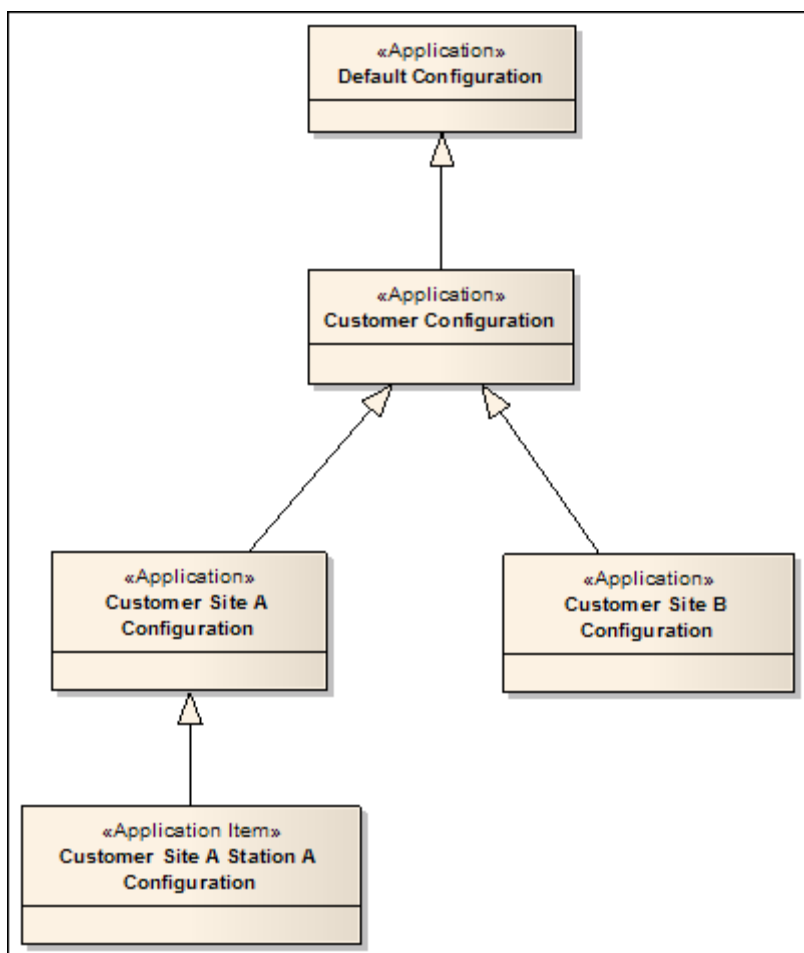 «Application»
Default Configuration
«Application»
Customer Configuration
«Application»
Customer Site A
Configuration
«Application»
Customer Site B
Configuration
«Application Item»
Customer Site A Station A
Configuration